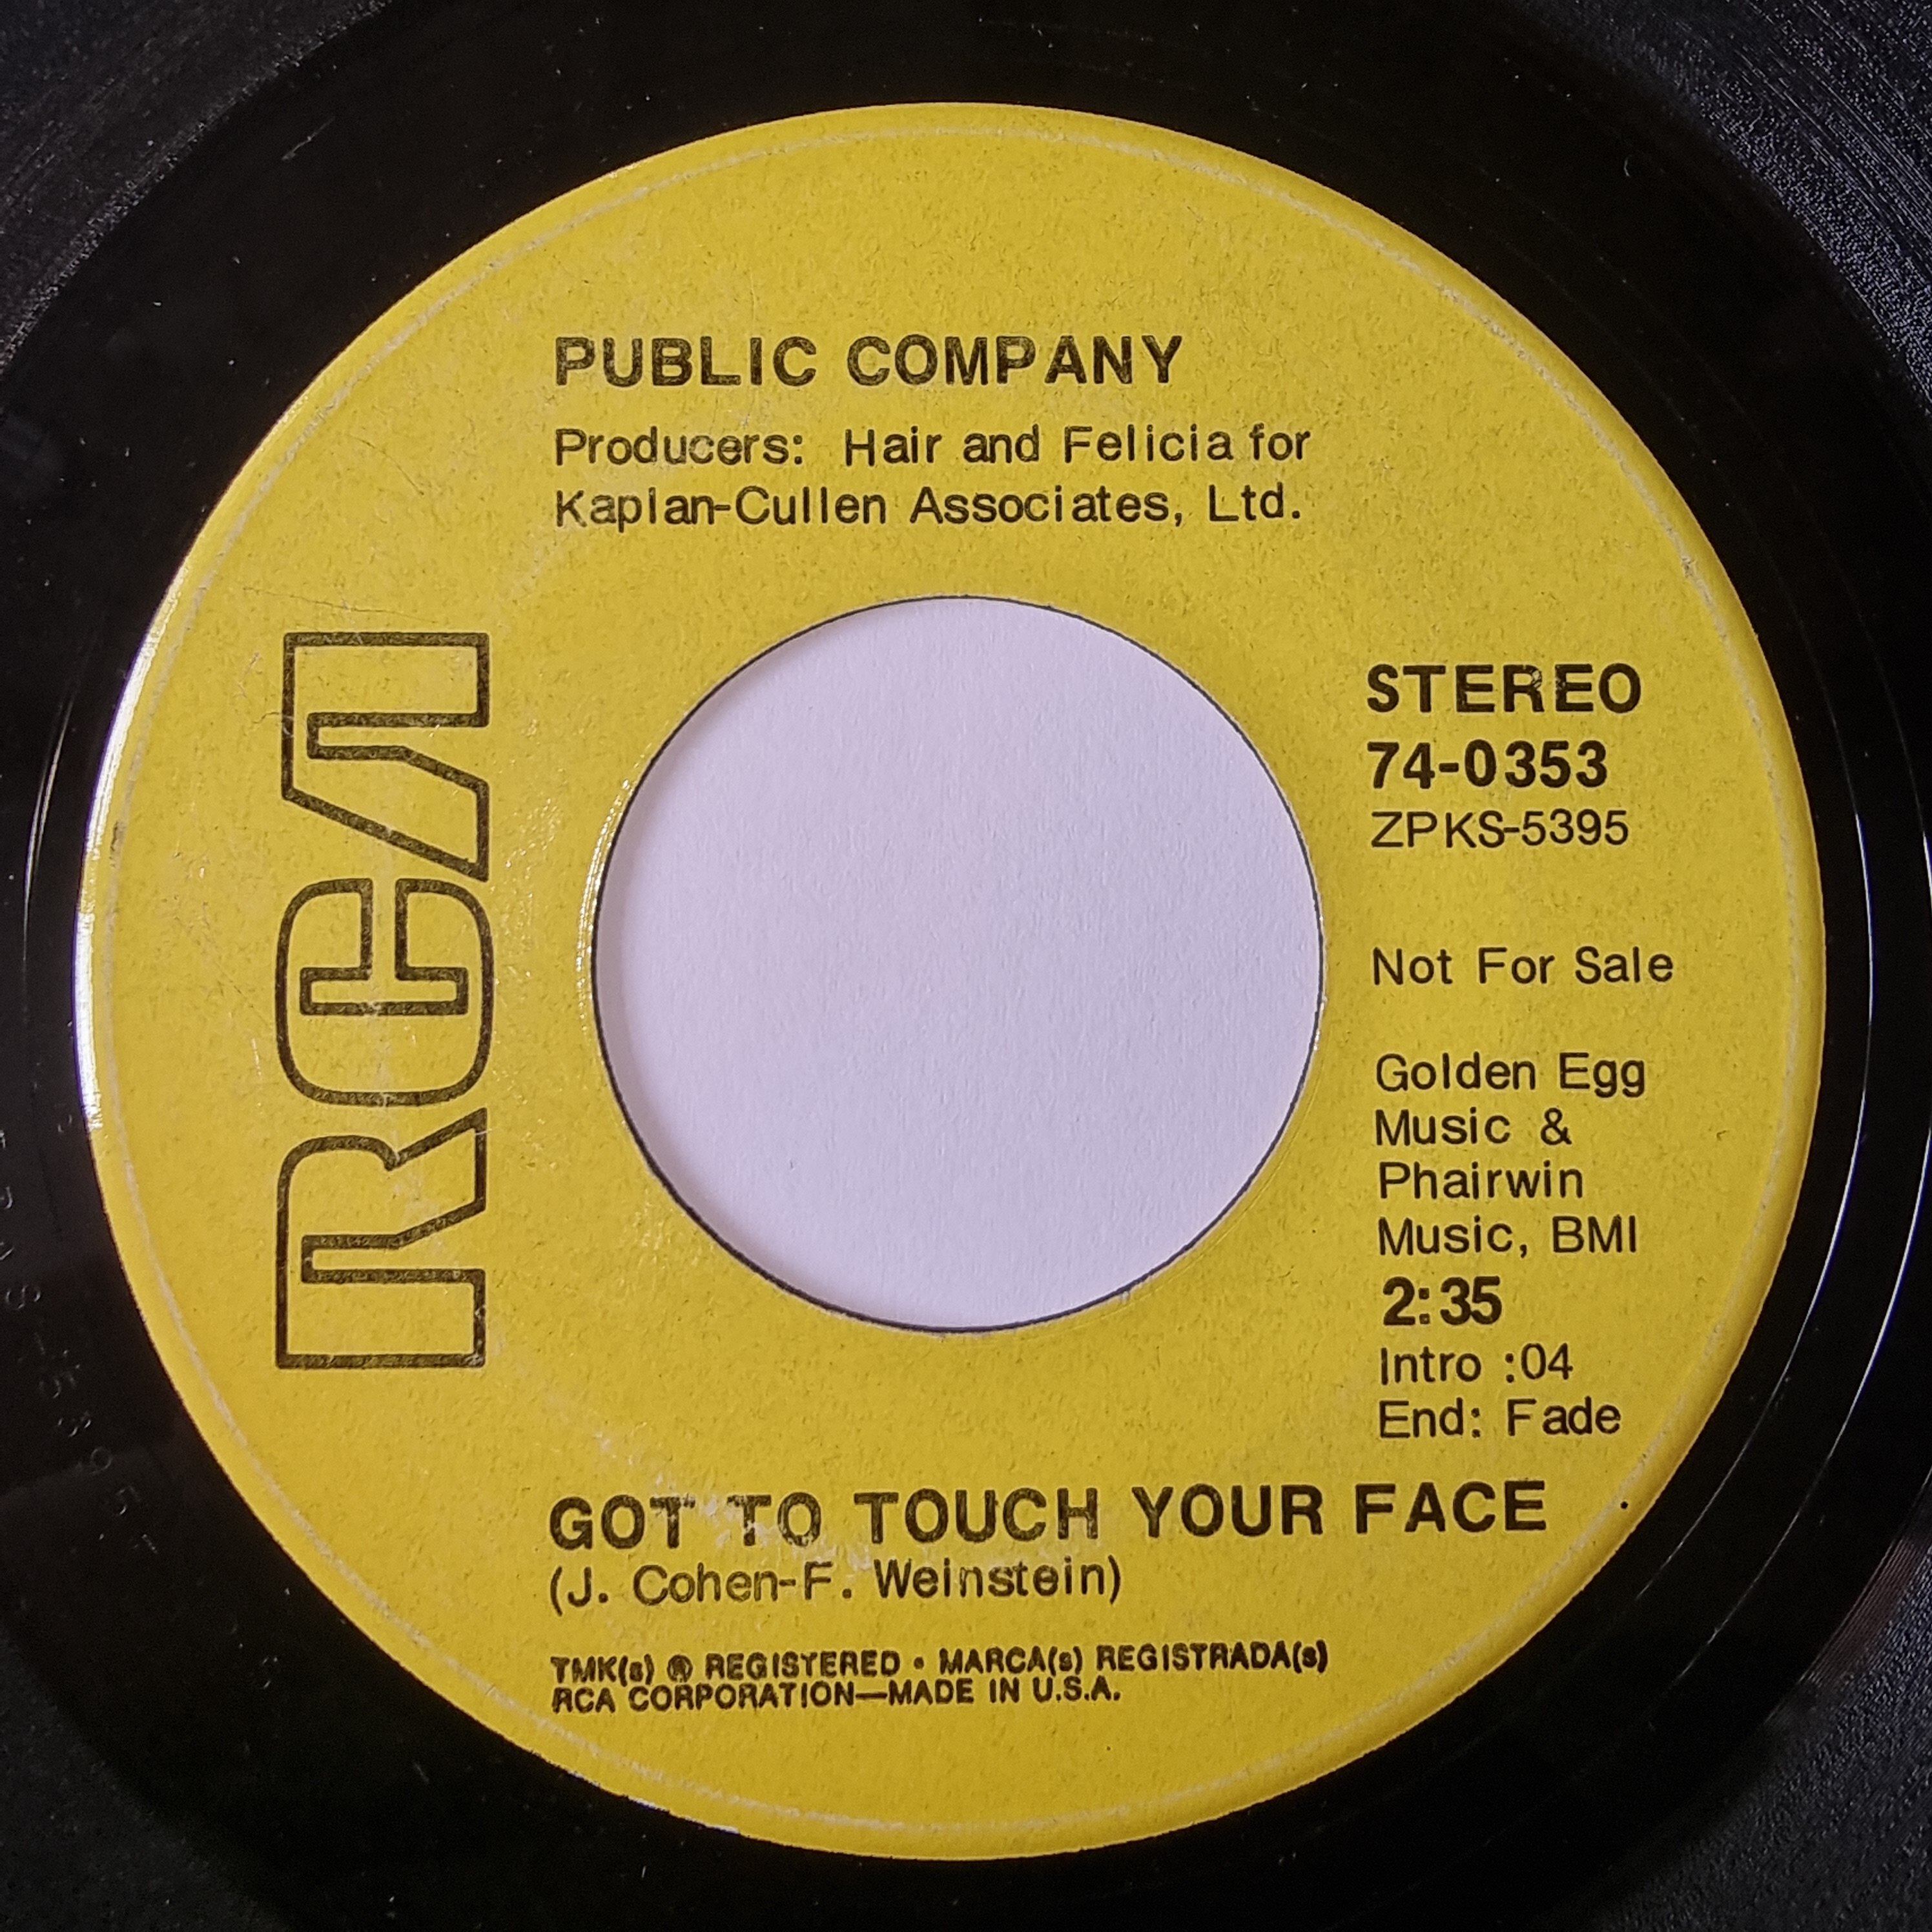 PUBLIC COMPANY
Producers: Hair and Felicia for
Kaplan-Cullen Associates, Ltd.
RCA
STEREO
74-0353
ZPKS-5395
Not For Sale
Golden Egg
Music &
Phairwin
Music, BMI
2:35
Intro :04
End: Fade
GOT TO TOUCH YOUR FACE
(J. Cohen-F. Weinstein)
TMK(s) ® REGISTERED • MARCA(s) REGISTRADA(s)
RCA CORPORATION—MADE IN U.S.A.